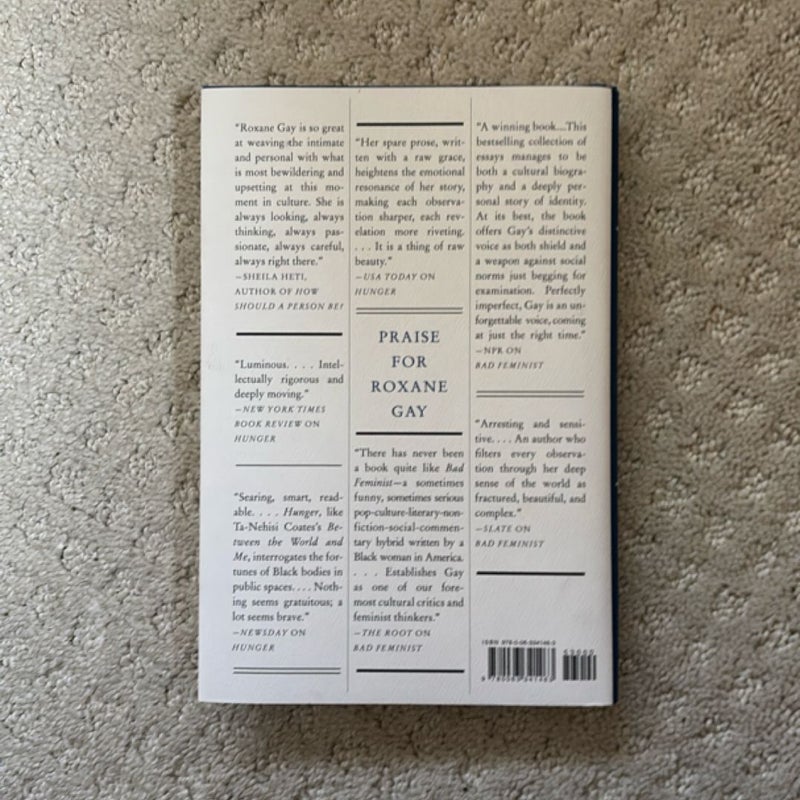 "Roxane Gay is so great
at weaving the intimate
and personal with what
is most bewildering and
upsetting at this mo-
ment in culture. She is
always looking, always
thinking, always pas-
sionate, always careful,
always right there."
—SHEILA HETI,
AUTHOR OF HOW
SHOULD A PERSON BE?
"Luminous. . . . Intel-
lectually rigorous and
deeply moving."
—NEW YORK TIMES
BOOK REVIEW ON
HUNGER
"Searing, smart, read-
able. . . . Hunger, like
Ta-Nehisi Coates's Be-
tween the World and
Me, interrogates the for-
tunes of Black bodies in
public spaces. . . . Noth-
ing seems gratuitous; a
lot seems brave."
—NEWSDAY ON
HUNGER
"Her spare prose, writ-
ten with a raw grace,
heightens the emotional
resonance of her story,
making each observa-
tion sharper, each rev-
elation more riveting.
. . . It is a thing of raw
beauty."
—USA TODAY ON
HUNGER
PRAISE
FOR
ROXANE
GAY
"There has never been
a book quite like Bad
Feminist—a sometimes
funny, sometimes serious
pop-culture-literary-non-
fiction-social-commen-
tary hybrid written by a
Black woman in America.
. . . Establishes Gay
as one of our fore-
most cultural critics and
feminist thinkers."
—THE ROOT ON
BAD FEMINIST
"A winning book....This
bestselling collection of
essays manages to be
both a cultural biogra-
phy and a deeply per-
sonal story of identity.
At its best, the book
offers Gay's distinctive
voice as both shield and
a weapon against social
norms just begging for
examination. Perfectly
imperfect, Gay is an un-
forgettable voice, coming
at just the right time."
—NPR ON
BAD FEMINIST
"Arresting and sensi-
tive. . . . An author who
filters every observa-
tion through her deep
sense of the world as
fractured, beautiful, and
complex."
—SLATE ON
BAD FEMINIST
ISBN